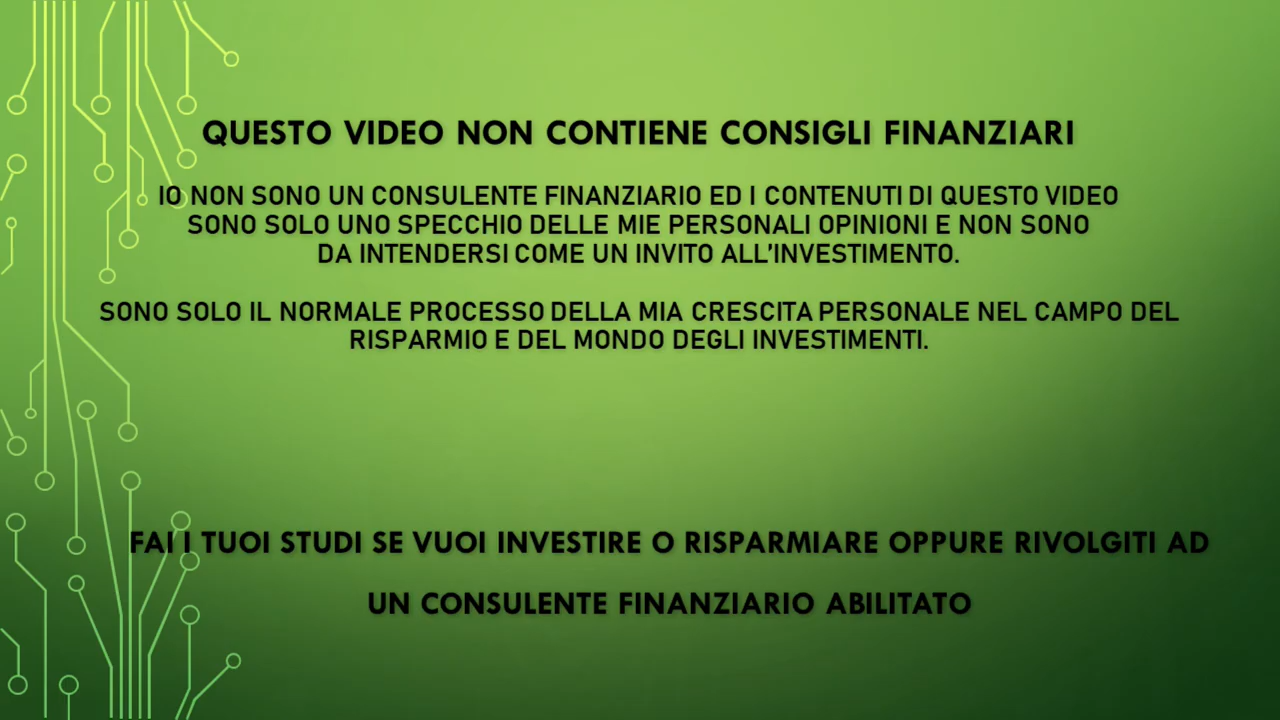 QUESTO VIDEO NON CONTIENE CONSIGLI FINANZIARI
IO NON SONO UN CONSULENTE FINANZIARIO ED I CONTENUTI DI QUESTO VIDEO
SONO SOLO UNO SPECCHIO DELLE MIE PERSONALI OPINIONI E NON SONO
DA INTENDERSI COME UN INVITO ALL'INVESTIMENTO.
SONO SOLO IL NORMALE PROCESSO DELLA MIA CRESCITA PERSONALE NEL CAMPO DEL
RISPARMIO E DEL MONDO DEGLI INVESTIMENTI.
FAI I TUOI STUDI SE VUOI INVESTIRE O RISPARMIARE OPPURE RIVOLGITI AD
UN CONSULENTE FINANZIARIO ABILITATO